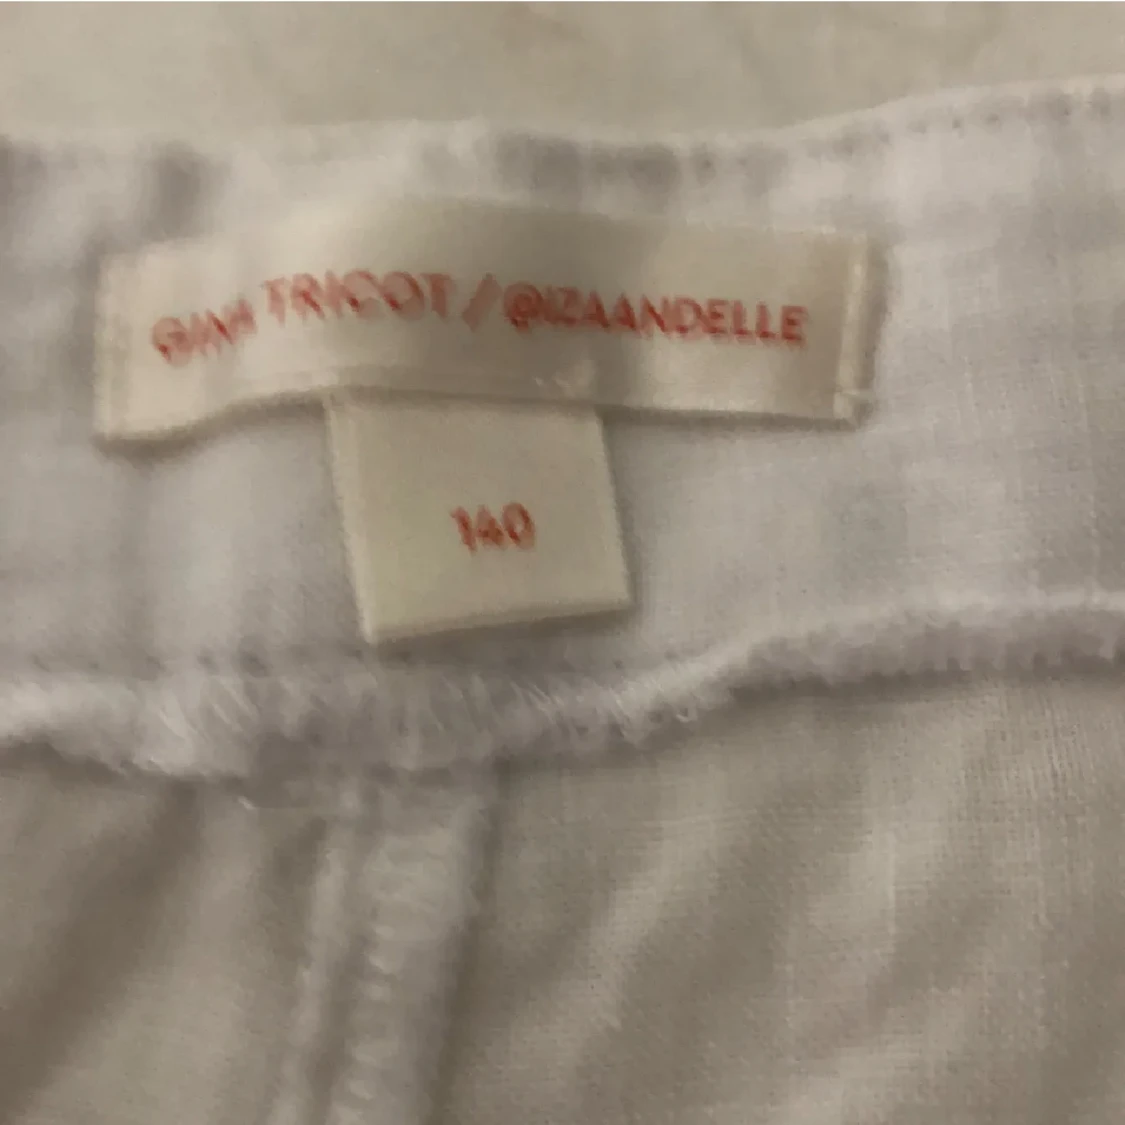 GINA TRICOT / @IZAANDELLE
140